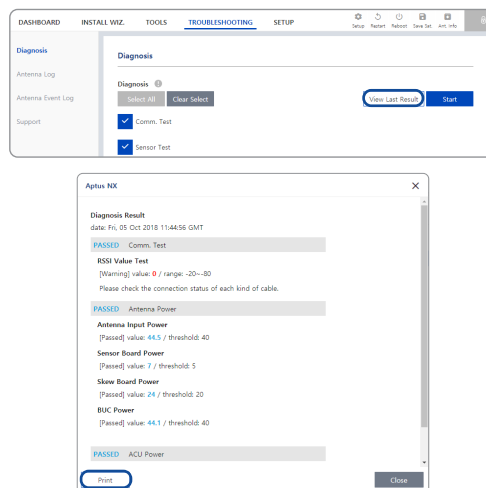 DASHBOARD INSTALL WIZ. TOOLS TROUBLESHOOTING SETUP
Setup Restart Reboot Save Set. Ant. Info
Diagnosis
Antenna Log
Antenna Event Log
Support
Diagnosis
Diagnosis
Select All Clear Select View Last Result Start
Comm. Test
Sensor Test
Aptus NX
Diagnosis Result
date: Fri, 05 Oct 2018 11:44:56 GMT
PASSED Comm. Test
RSSI Value Test
[Warning] value: 0 / range: -20~-80
Please check the connection status of each kind of cable.
PASSED Antenna Power
Antenna Input Power
[Passed] value: 44.5 / threshold: 40
Sensor Board Power
[Passed] value: 7 / threshold: 5
Skew Board Power
[Passed] value: 24 / threshold: 20
BUC Power
[Passed] value: 44.1 / threshold: 40
PASSED ACU Power
Print Close